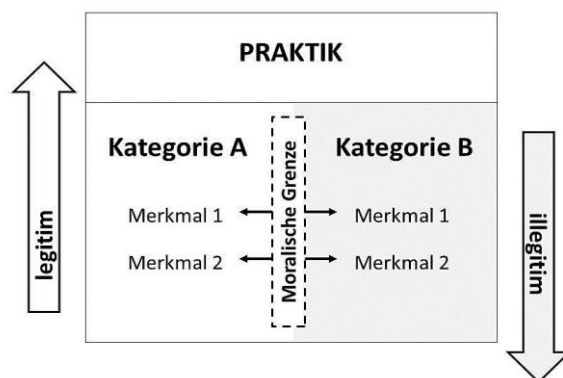 PRAKTIK
Kategorie A
Kategorie B
Merkmal 1
Merkmal 1
Merkmal 2
Merkmal 2
Moralische Grenze
legitim
illegitim